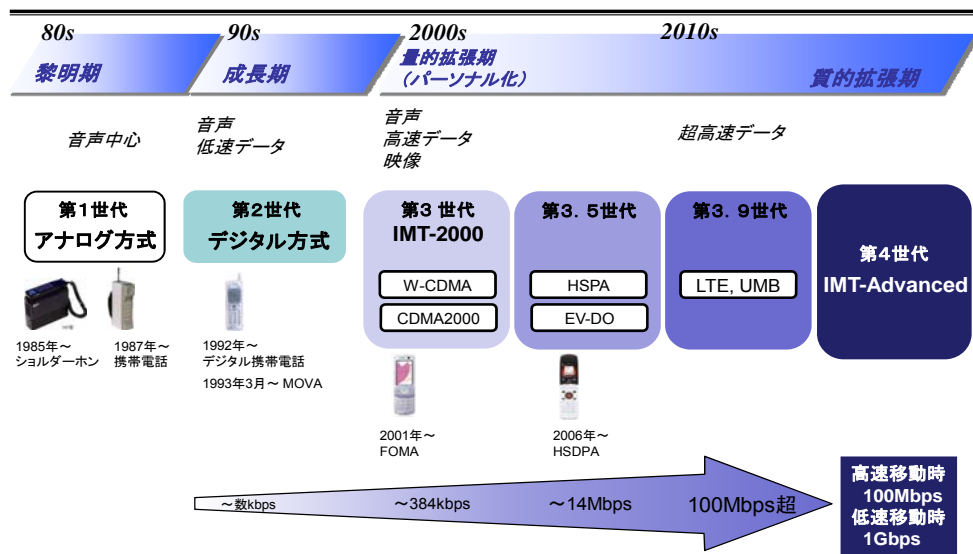 80s
90s
2000s
2010s
黎明期
成長期
量的拡張期
(パーソナル化)
質的拡張期
音声中心
音声
低速データ
音声
高速データ
映像
超高速データ
第1世代
アナログ方式
第2世代
デジタル方式
第3 世代
IMT-2000
W-CDMA
CDMA2000
第3. 5世代
HSPA
EV-DO
第3. 9世代
LTE, UMB
第4世代
IMT-Advanced
1985年~
ショルダーホン
1987年~
携帯電話
1992年~
デジタル携帯電話
1993年3月~ MOVA
2001年~
FOMA
2006年~
HSDPA
~数kbps
~384kbps
~14Mbps
100Mbps超
高速移動時
100Mbps
低速移動時
1Gbps